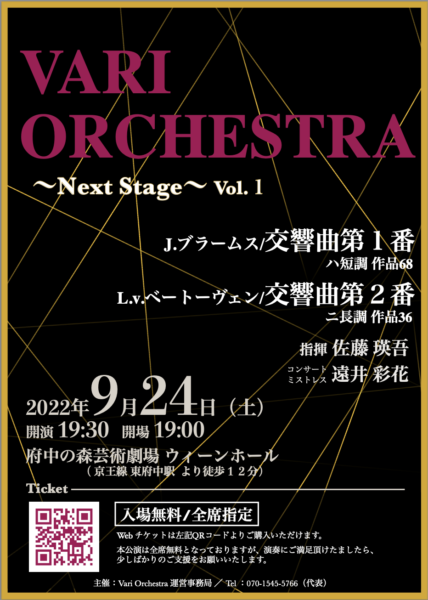 VARI
ORCHESTRA
〜Next Stage〜 Vol. 1
J.ブラームス/交響曲第１番
ハ短調 作品68
L.v.ベートーヴェン/交響曲第２番
ニ長調 作品36
指揮 佐藤 瑛吾
コンサート
ミストレス 遠井 彩花
2022年9月24日（土）
開演 19:30 開場 19:00
府中の森芸術劇場 ウィーンホール
（京王線 東府中駅 より徒歩１２分）
Ticket
入場無料/全席指定
Web チケットは左記QRコードよりご購入いただけます。
本公演は全席無料となっておりますが、演奏にご満足頂けましたら、
少しばかりのご支援をお願いいたします。
主催：Vari Orchestra 運営事務局 ／ Tel：070-1545-5766（代表）